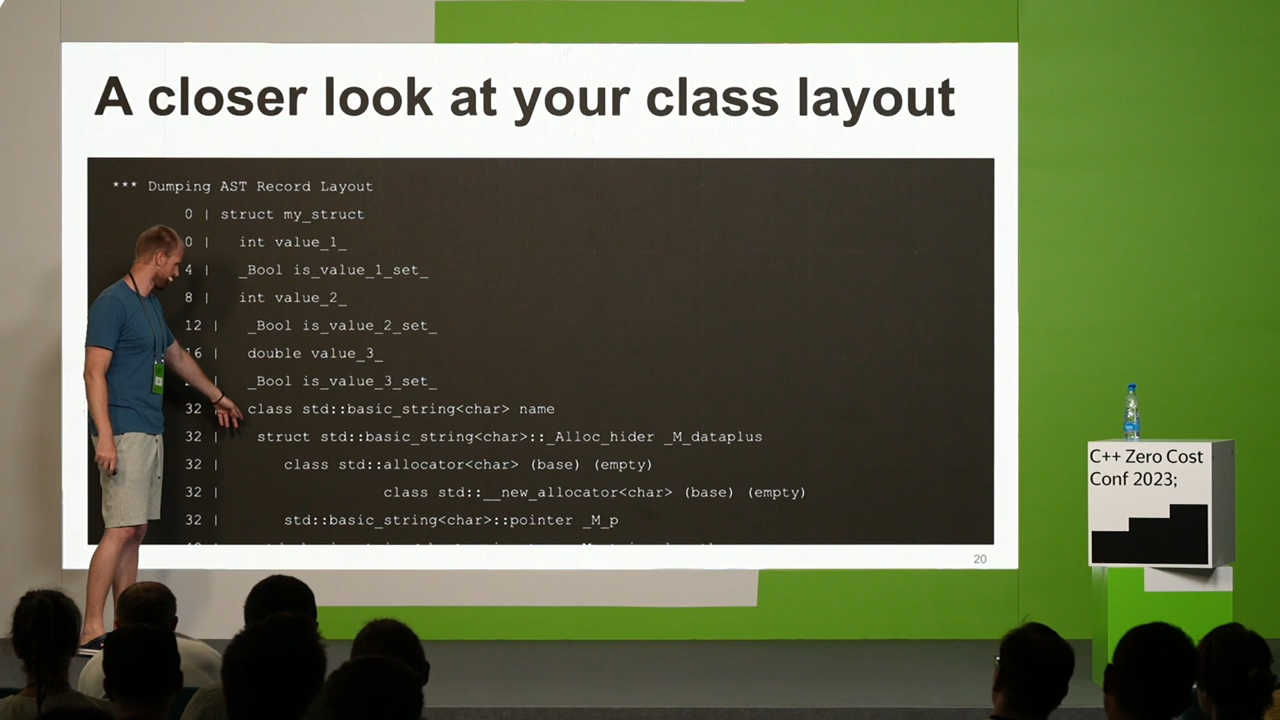 A closer look at your class layout
*** Dumping AST Record Layout
0 | struct my_struct
0 | int value_1_
4 | _Bool is_value_1_set_
8 | int value_2_
12 | _Bool is_value_2_set_
16 | double value_3_
| _Bool is_value_3_set_
32 | class std::basic_string<char> name
32 | struct std::basic_string<char>::_Alloc_hider _M_dataplus
32 | class std::allocator<char> (base) (empty)
32 | class std::__new_allocator<char> (base) (empty)
32 | std::basic_string<char>::pointer _M_p
20
C++ Zero Cost
Conf 2023;